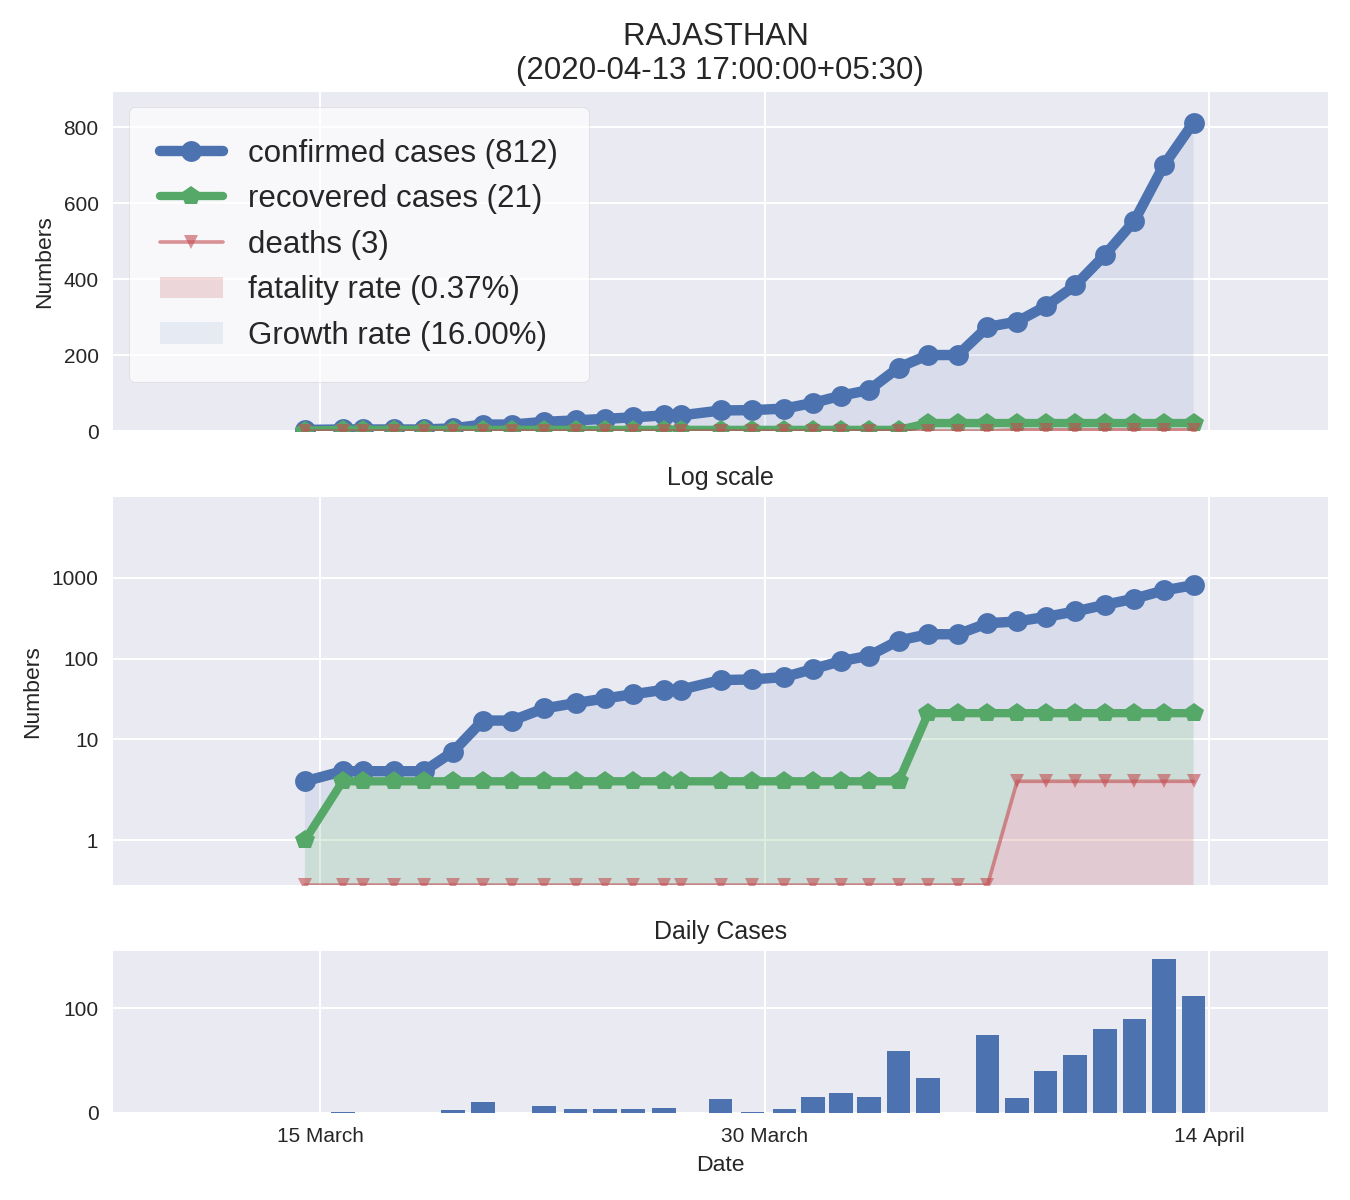 RAJASTHAN
(2020-04-13 17:00:00+05:30)
800
600
400
200
0
Numbers
confirmed cases (812)
recovered cases (21)
deaths (3)
fatality rate (0.37%)
Growth rate (16.00%)
Log scale
1000
100
10
1
Numbers
Daily Cases
100
0
15 March
30 March
14 April
Date